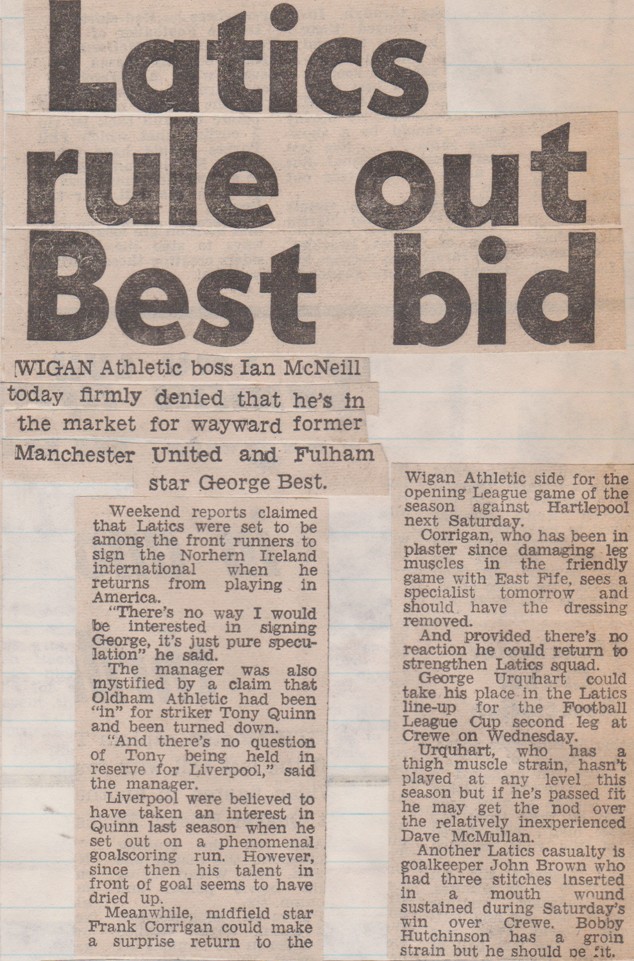 Latics
rule out
Best bid
WIGAN Athletic boss Ian McNeill
today firmly denied that he's in
the market for wayward former
Manchester United and Fulham
star George Best.
Weekend reports claimed
that Latics were set to be
among the front runners to
sign the Norhern Ireland
international when he
returns from playing in
America.
"There's no way I would
be interested in signing
George, it's just pure specu-
lation" he said.
The manager was also
mystified by a claim that
Oldham Athletic had been
"in" for striker Tony Quinn
and been turned down.
"And there's no question
of Tony being held in
reserve for Liverpool," said
the manager.
Liverpool were believed to
have taken an interest in
Quinn last season when he
set out on a phenomenal
goalscoring run. However,
since then his talent in
front of goal seems to have
dried up.
Meanwhile, midfield star
Frank Corrigan could make
a surprise return to the
Wigan Athletic side for the
opening League game of the
season against Hartlepool
next Saturday.
Corrigan, who has been in
plaster since damaging leg
muscles in the friendly
game with East Fife, sees a
specialist tomorrow and
should have the dressing
removed.
And provided there's no
reaction he could return to
strengthen Latics squad.
George Urquhart could
take his place in the Latics
line-up for the Football
League Cup second leg at
Crewe on Wednesday.
Urquhart, who has a
thigh muscle strain, hasn't
played at any level this
season but if he's passed fit
he may get the nod over
the relatively inexperienced
Dave McMullan.
Another Latics casualty is
goalkeeper John Brown who
had three stitches inserted
in a mouth wound
sustained during Saturday's
win over Crewe. Bobby
Hutchinson has a groin
strain but he should be fit.